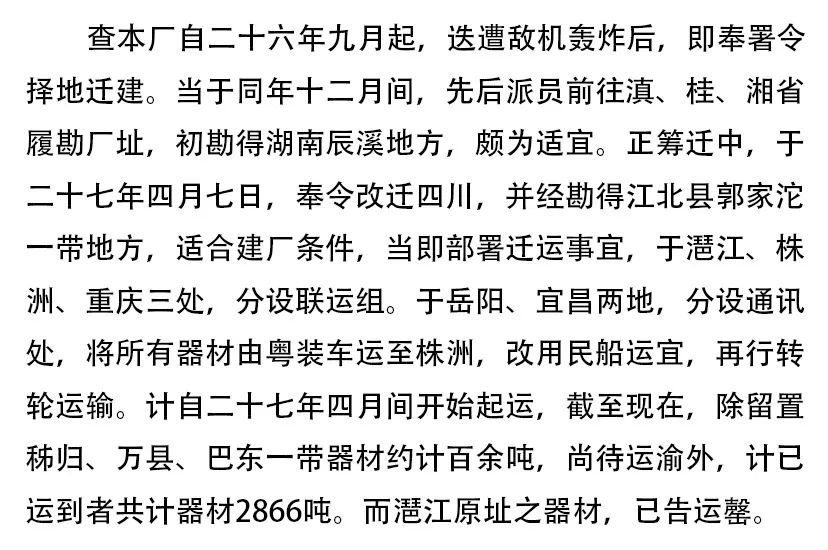 查本厂自二十六年九月起，迭遭敌机轰炸后，即奉署令
择地迁建。当于同年十二月间，先后派员前往滇、桂、湘省
履勘厂址，初勘得湖南辰溪地方，颇为适宜。正筹迁中，于
二十七年四月七日，奉令改迁四川，并经勘得江北县郭家沱
一带地方，适合建厂条件，当即部署迁运事宜，于琶江、株
洲、重庆三处，分设联运组。于岳阳、宜昌两地，分设通讯
处，将所有器材由粤装车运至株洲，改用民船运宜，再行转
轮运输。计自二十七年四月间开始起运，截至现在，除留置
秭归、万县、巴东一带器材约计百余吨，尚待运渝外，计已
运到者共计器材2866吨。而琶江原址之器材，已告运罄。